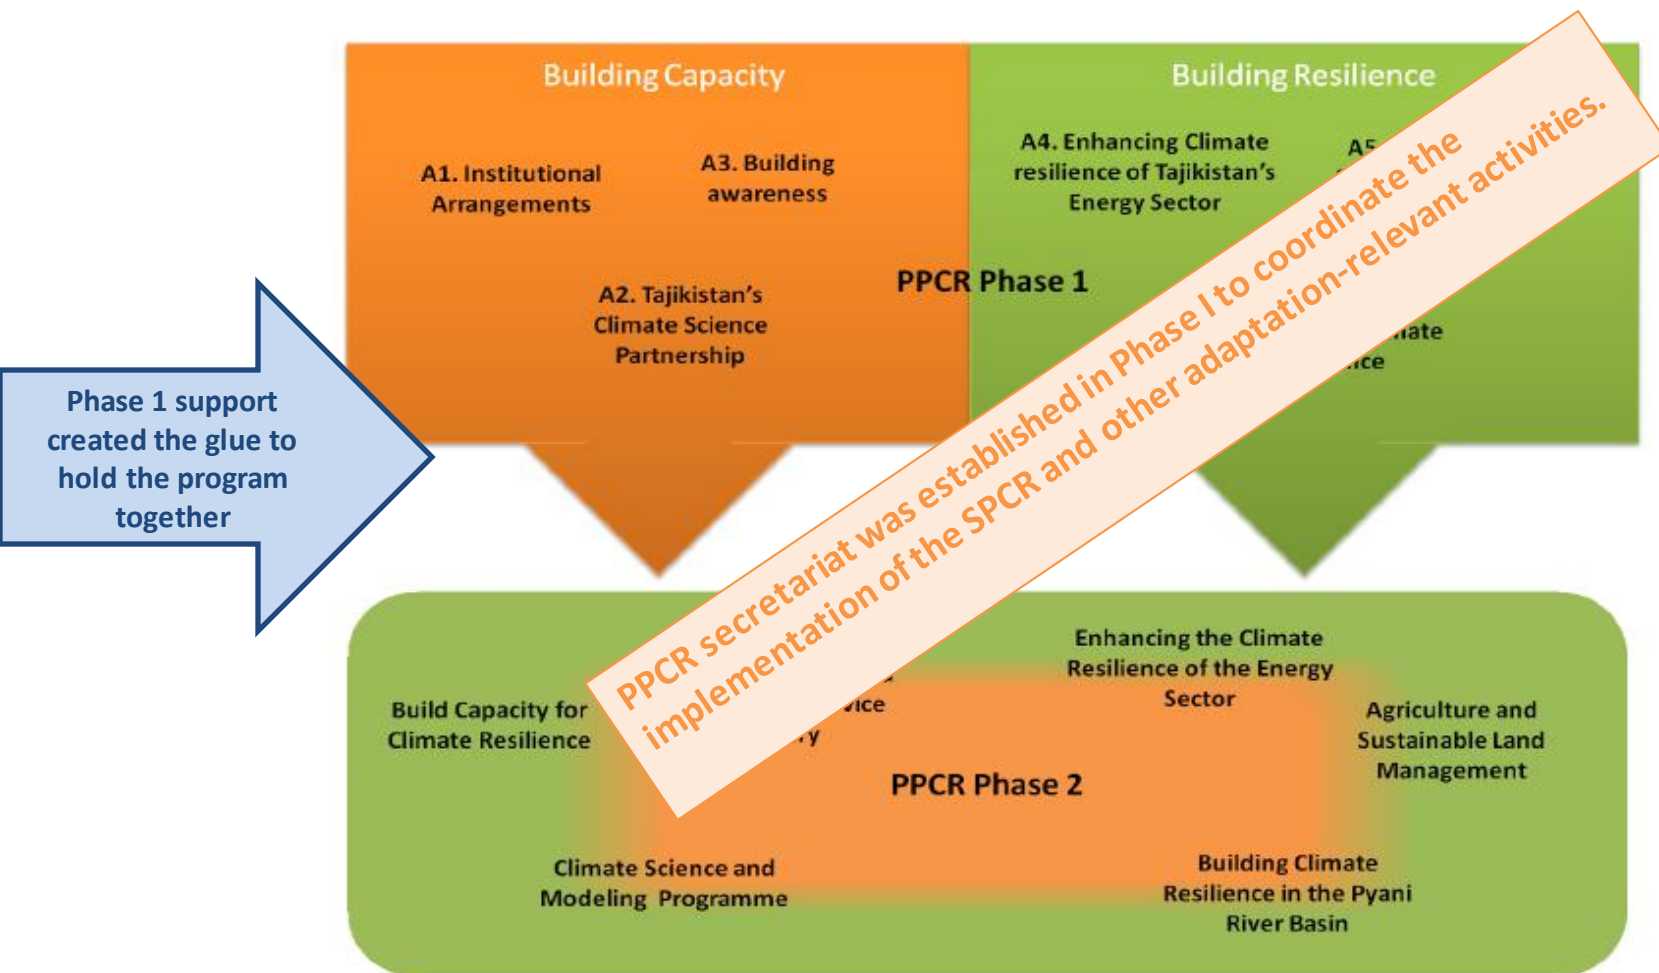 Building Capacity
Building Resilience
A1. Institutional
Arrangements
A3. Building
awareness
A2. Tajikistan's
Climate Science
Partnership
A4. Enhancing Climate
resilience of Tajikistan's
Energy Sector
PPCR Phase 1
Phase 1 support
created the glue to
hold the program
together
PPCR secretariat was established in Phase I to coordinate the
implementation of the SPCR and other adaptation-relevant activities.
Build Capacity for
Climate Resilience
Enhancing the Climate
Resilience of the Energy
Sector
Agriculture and
Sustainable Land
Management
PPCR Phase 2
Climate Science and
Modeling Programme
Building Climate
Resilience in the Pyani
River Basin